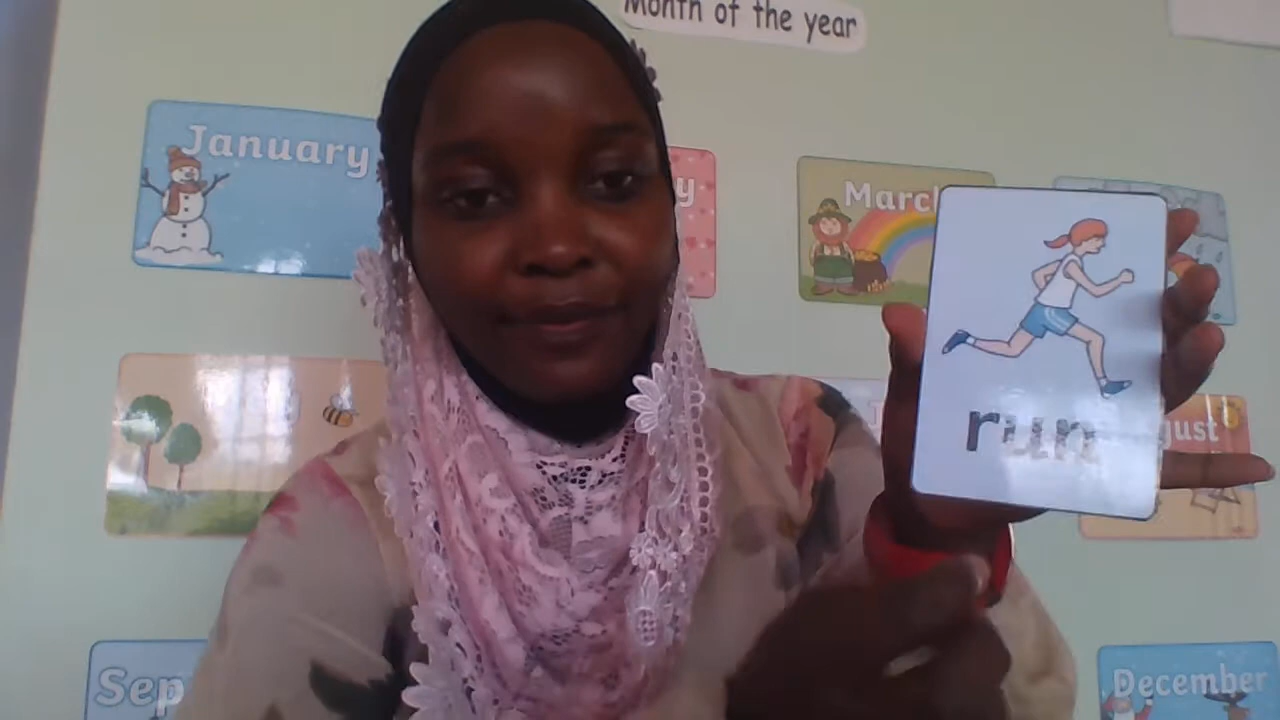 Month of the year
January
y
March
run
gust
Sep
December